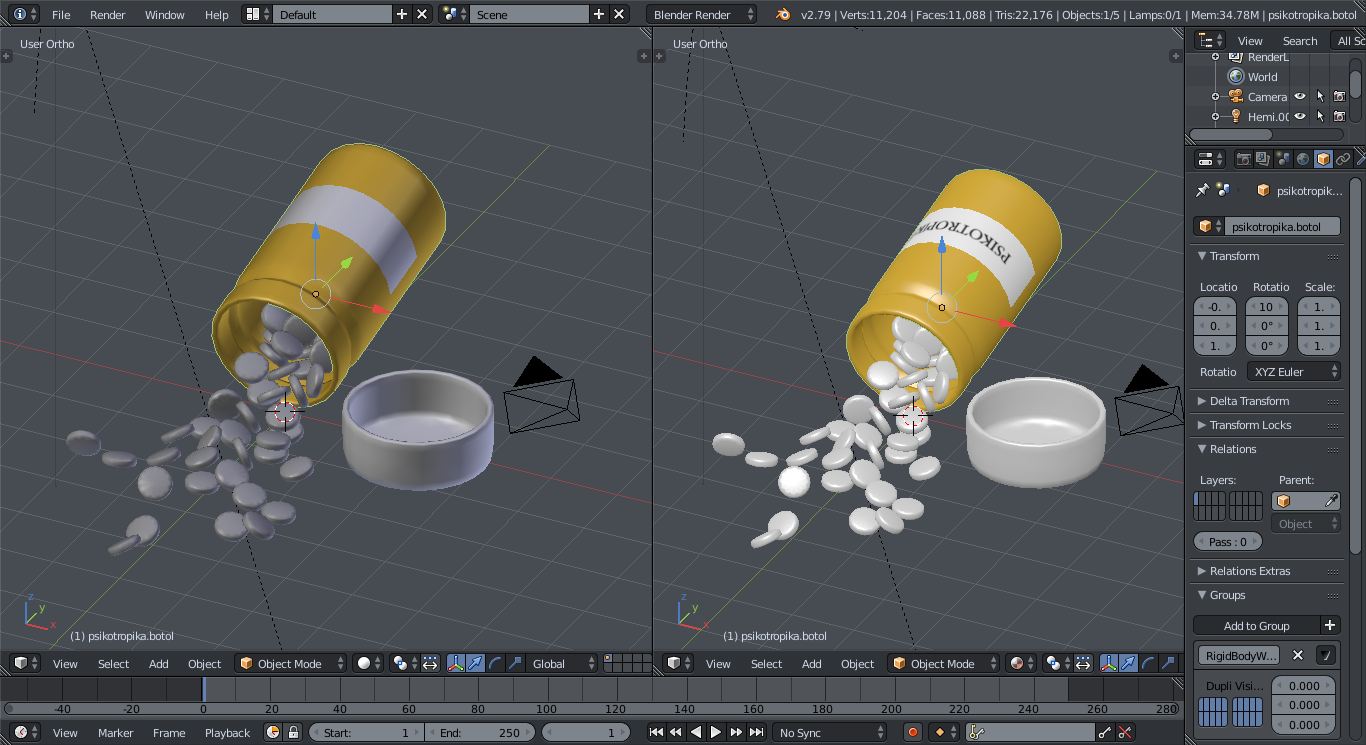 File Render Window Help Default Scene Blender Render v2.79 | Verts:11,204 | Faces:11,088 | Tris:22,176 | Objects:1/5 | Lamps:0/1 | Mem:34.78M | psikotropika.botol
User Ortho
User Ortho
PSIKOTROPIK
z
y
x
z
y
x
(1) psikotropika.botol
(1) psikotropika.botol
View Select Add Object Object Mode Global
View Select Add Object Object Mode
-40 -20 0 20 40 60 80 100 120 140 160 180 200 220 240 260 280
View Marker Frame Playback Start: 1 End: 250 1 No Sync
View Search All Sc
RenderL
World
Camera
Hemi.00
psikotropik...
psikotropika.botol
Transform
Locatio Rotatio Scale:
-0. 10 1.
0. 0° 1.
1. 0° 1.
Rotatio XYZ Euler
Delta Transform
Transform Locks
Relations
Layers: Parent:
Object
Pass : 0
Relations Extras
Groups
Add to Group
RigidBodyW...
Dupli Visi... 0.000
0.000
0.000